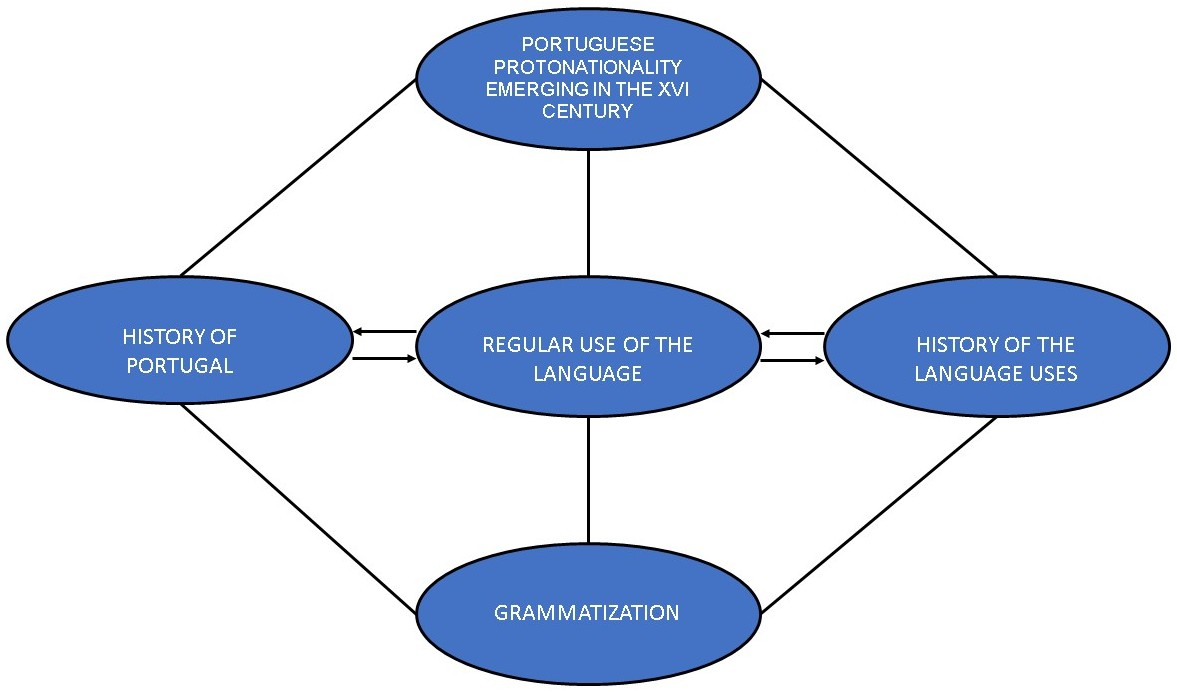 PORTUGUESE
PROTONATIONALITY
EMERGING IN THE XVI
CENTURY
HISTORY OF
PORTUGAL
REGULAR USE OF THE
LANGUAGE
HISTORY OF THE
LANGUAGE USES
GRAMMATIZATION